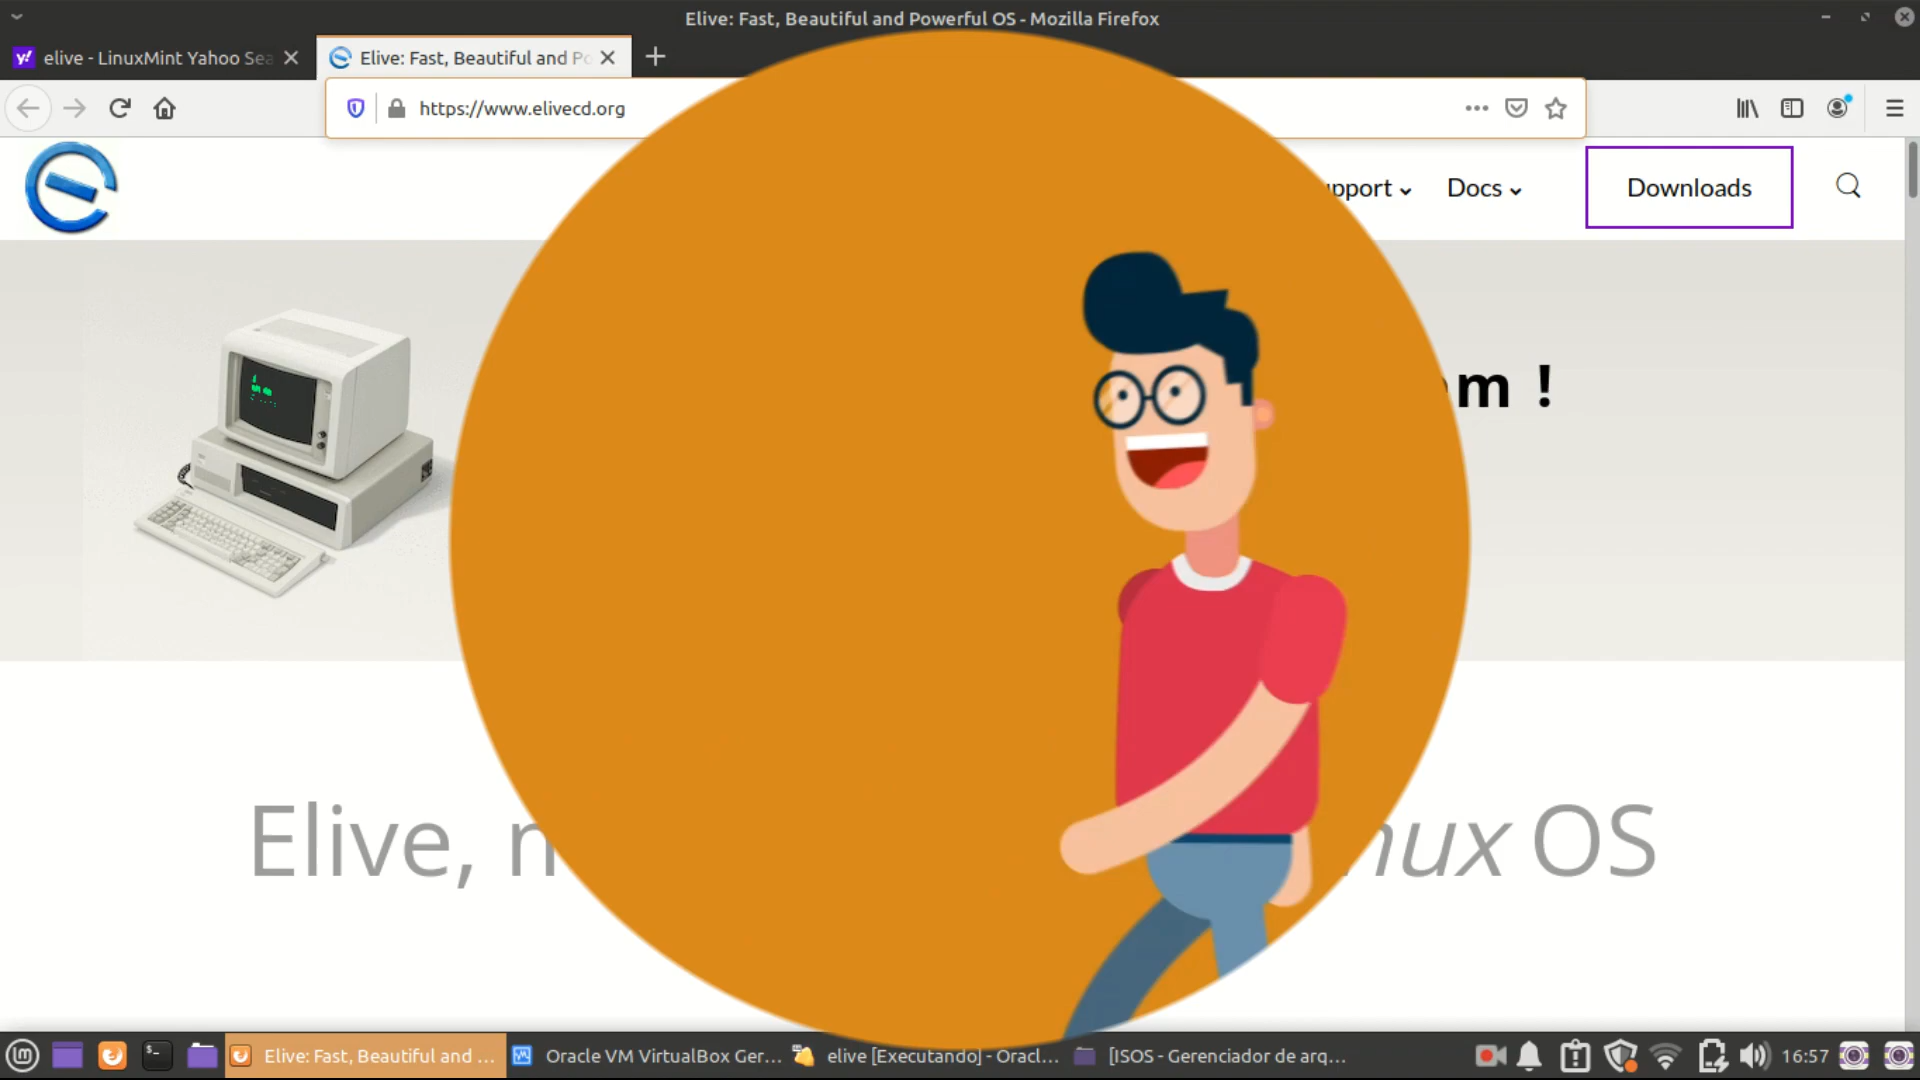 Elive: Fast, Beautiful and Powerful OS - Mozilla Firefox
elive - LinuxMint Yahoo Sea
Elive: Fast, Beautiful and Po
https://www.elivecd.org
Docs
Downloads
m !
Elive, OS
Elive: Fast, Beautiful and ...
Oracle VM VirtualBox Ger...
elive [Executando] - Oracl...
[ISOS - Gerenciador de arq...
16:57